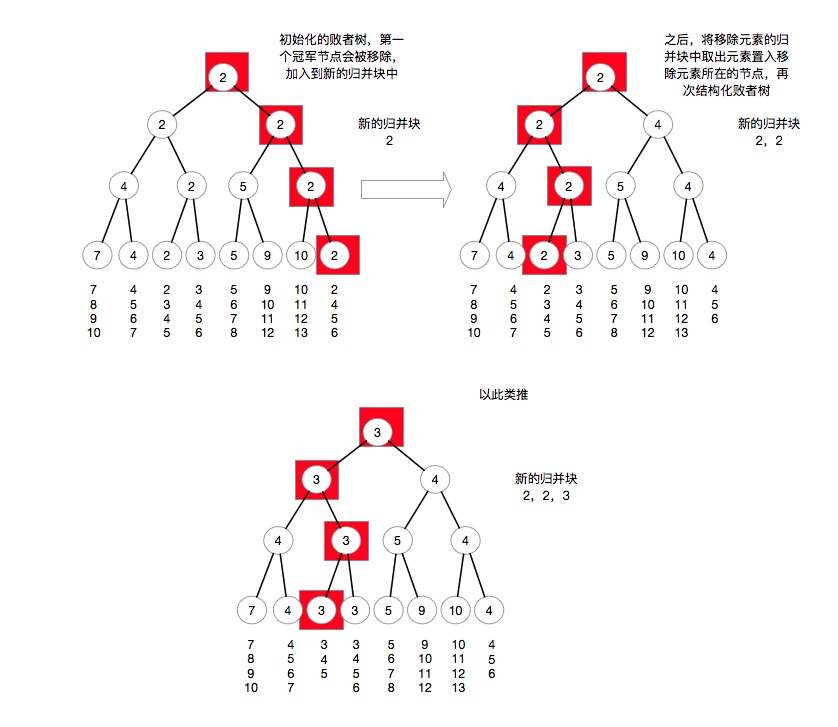 初始化的败者树，第一
个冠军节点会被移除，
加入到新的归并块中
2
2 2
新的归并块
2
4 2 5 2
7 4 2 3 5 9 10 2
7 4 2 3 5 9 10 2
8 5 3 4 6 10 11 4
9 6 4 5 7 11 12 5
10 7 5 6 8 12 13 6
之后，将移除元素的归
并块中取出元素置入移
除元素所在的节点，再
次结构化败者树
2
2 4
新的归并块
2，2
4 2 5 4
7 4 2 3 5 9 10 4
7 4 2 3 5 9 10 4
8 5 3 4 6 10 11 5
9 6 4 5 7 11 12 6
10 7 5 6 8 12 13
以此类推
3
3 4
新的归并块
2，2，3
4 3 5 4
7 4 3 3 5 9 10 4
7 4 3 3 5 9 10 4
8 5 4 4 6 10 11 5
9 6 5 5 7 11 12 6
10 7 6 8 12 13